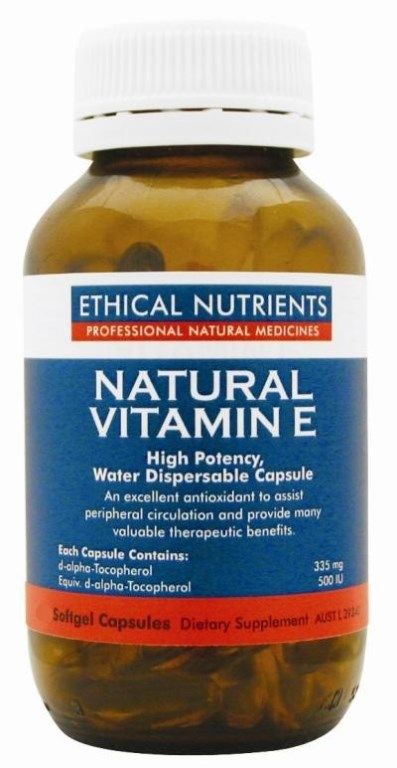 ETHICAL NUTRIENTS
PROFESSIONAL NATURAL MEDICINES
NATURAL
VITAMIN E
High Potency,
Water Dispersable Capsule
An excellent antioxidant to assist
peripheral circulation and provide many
valuable therapeutic benefits.
Each Capsule Contains:
d-alpha-Tocopherol 335 mg
Equiv. d-alpha-Tocopherol 500 IU
Softgel Capsules Dietary Supplement AUST L